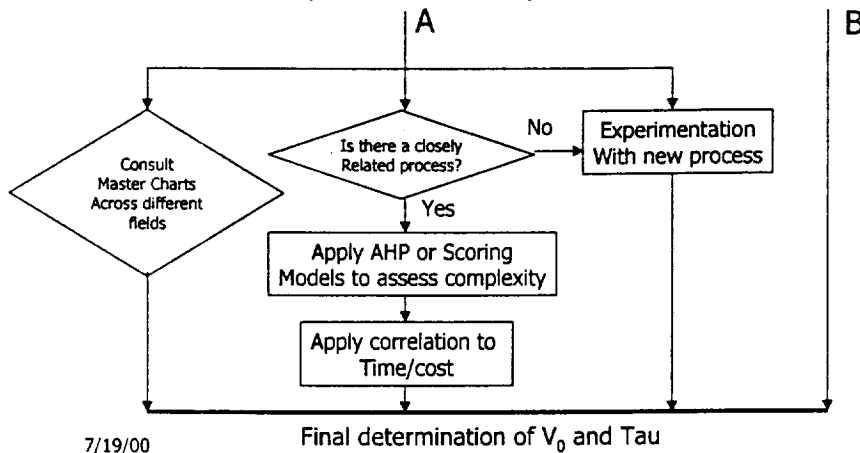 A
B
Consult
Master Charts
Across different
fields
Is there a closely
Related process?
No
Experimentation
With new process
Yes
Apply AHP or Scoring
Models to assess complexity
Apply correlation to
Time/cost
7/19/00
Final determination of V₀ and Tau